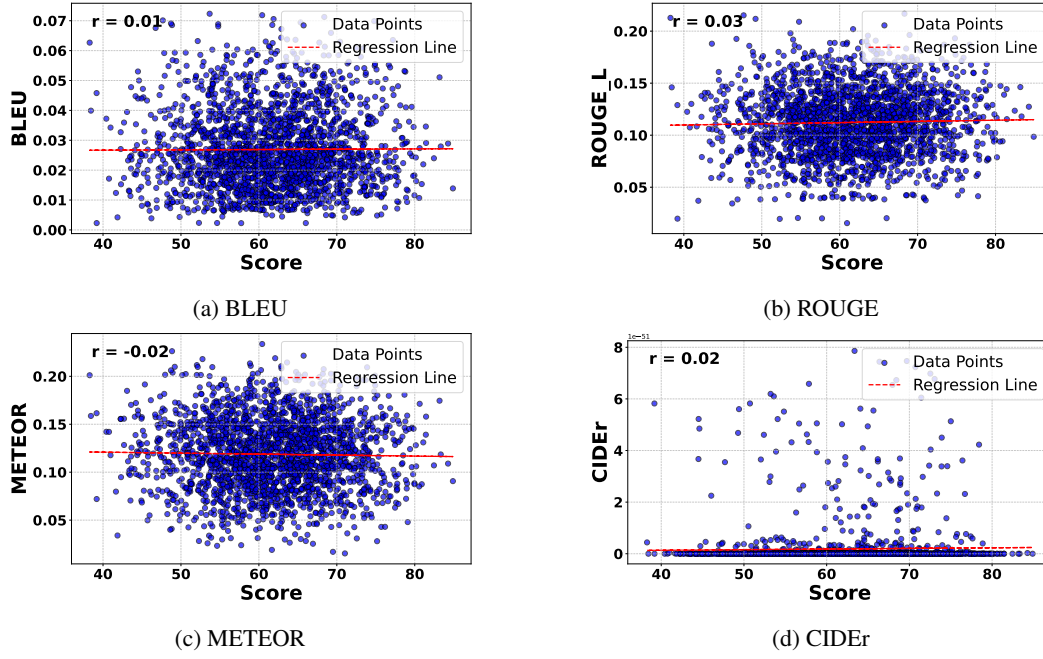 r = 0.01
Data Points
Regression Line
0.07
0.06
0.05
0.04
0.03
0.02
0.01
0.00
BLEU
40 50 60 70 80
Score
(a) BLEU
r = 0.03
Data Points
Regression Line
0.20
0.15
0.10
0.05
ROUGE_L
40 50 60 70 80
Score
(b) ROUGE
r = -0.02
Data Points
Regression Line
0.20
0.15
0.10
0.05
METEOR
40 50 60 70 80
Score
(c) METEOR
1e−51
r = 0.02
Data Points
Regression Line
8
6
4
2
0
CIDEr
40 50 60 70 80
Score
(d) CIDEr